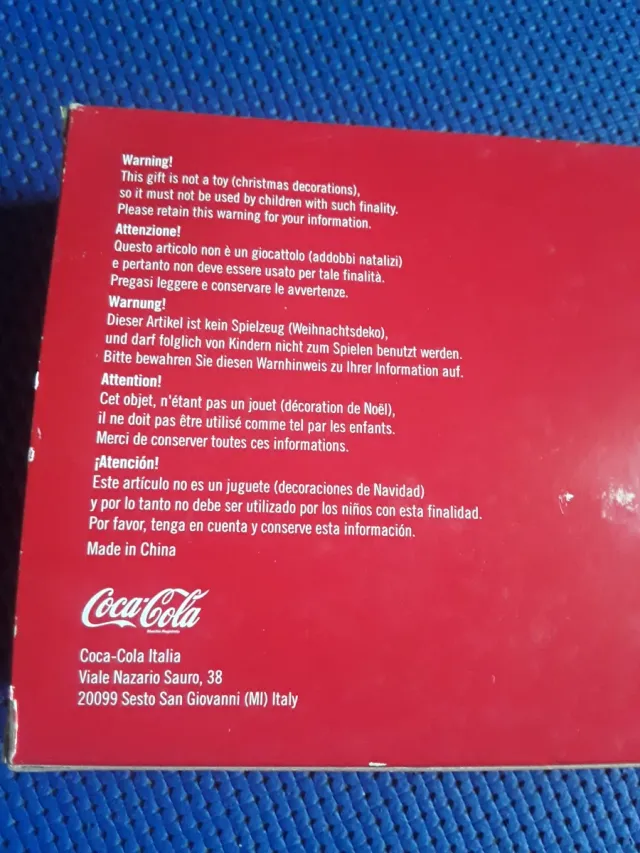 Warning!
This gift is not a toy (christmas decorations),
so it must not be used by children with such finality.
Please retain this warning for your information.
Attenzione!
Questo articolo non è un giocattolo (addobbi natalizi)
e pertanto non deve essere usato per tale finalità.
Pregasi leggere e conservare le avvertenze.
Warnung!
Dieser Artikel ist kein Spielzeug (Weihnachtsdeko),
und darf folglich von Kindern nicht zum Spielen benutzt werden.
Bitte bewahren Sie diesen Warnhinweis zu Ihrer Information auf.
Attention!
Cet objet, n'étant pas un jouet (décoration de Noël),
il ne doit pas être utilisé comme tel par les enfants.
Merci de conserver toutes ces informations.
¡Atención!
Este artículo no es un juguete (decoraciones de Navidad)
y por lo tanto no debe ser utilizado por los niños con esta finalidad.
Por favor, tenga en cuenta y conserve esta información.
Made in China
Coca-Cola
Coca-Cola Italia
Viale Nazario Sauro, 38
20099 Sesto San Giovanni (MI) Italy